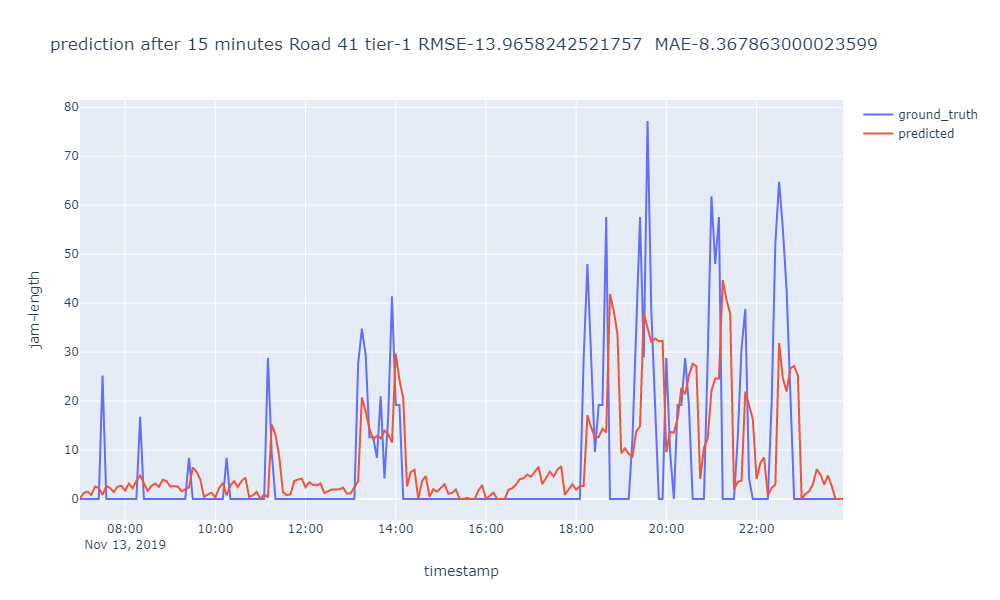 prediction after 15 minutes Road 41 tier-1 RMSE-13.9658242521757  MAE-8.367863000023599
ground_truth
predicted
80
70
60
50
40
30
20
10
0
jam-length
08:00 10:00 12:00 14:00 16:00 18:00 20:00 22:00
Nov 13, 2019
timestamp